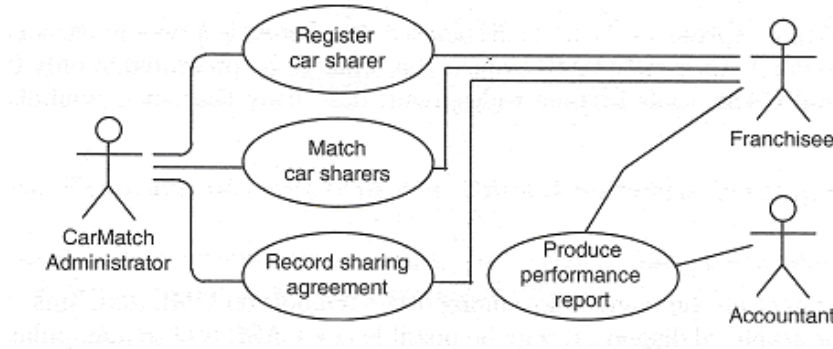 Register
car sharer
Franchisee
Match
car sharers
CarMatch
Administrator
Record sharing
agreement
Produce
performance
report
Accountant